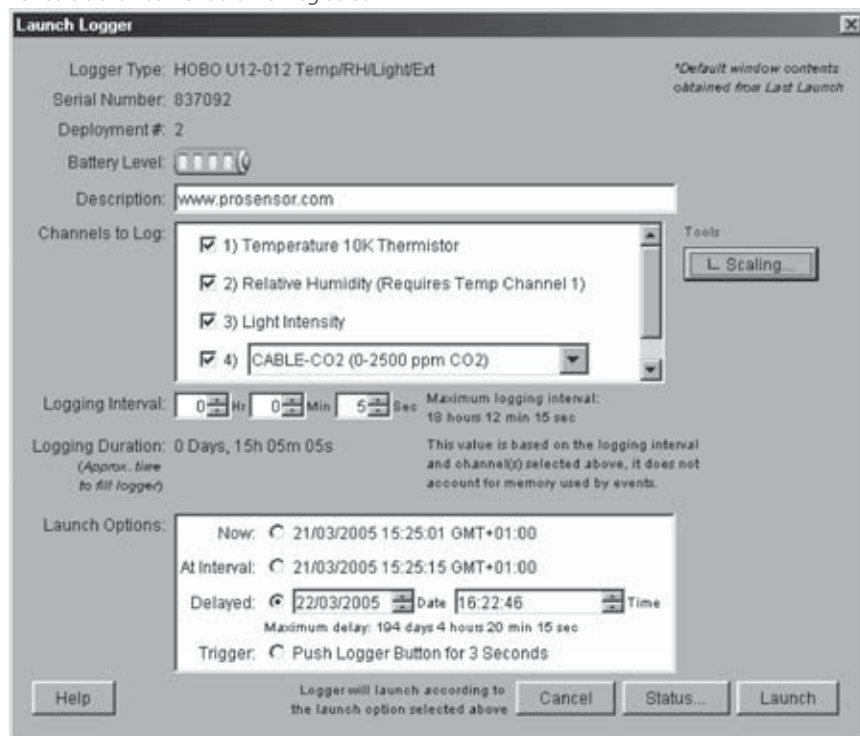 Launch Logger
Logger Type: HOBO U12-012 Temp/RH/Light/Ext
*Default window contents
obtained from Last Launch
Serial Number: 837092
Deployment #: 2
Battery Level:
Description: www.prosensor.com
Channels to Log:
1) Temperature 10K Thermistor
2) Relative Humidity (Requires Temp Channel 1)
3) Light Intensity
4) CABLE-CO2 (0-2500 ppm CO2)
Tools
Scaling...
Logging Interval: 0 Hr 0 Min 5 Sec
Maximum logging interval:
18 hours 12 min 15 sec
Logging Duration: 0 Days, 15h 05m 05s
(Approx. time
to fill logger)
This value is based on the logging interval
and channel(s) selected above, it does not
account for memory used by events.
Launch Options:
Now: 21/03/2005 15:25:01 GMT+01:00
At Interval: 21/03/2005 15:25:15 GMT+01:00
Delayed: 22/03/2005 Date 16:22:46 Time
Maximum delay: 194 days 4 hours 20 min 15 sec
Trigger: Push Logger Button for 3 Seconds
Help
Logger will launch according to
the launch option selected above
Cancel
Status...
Launch